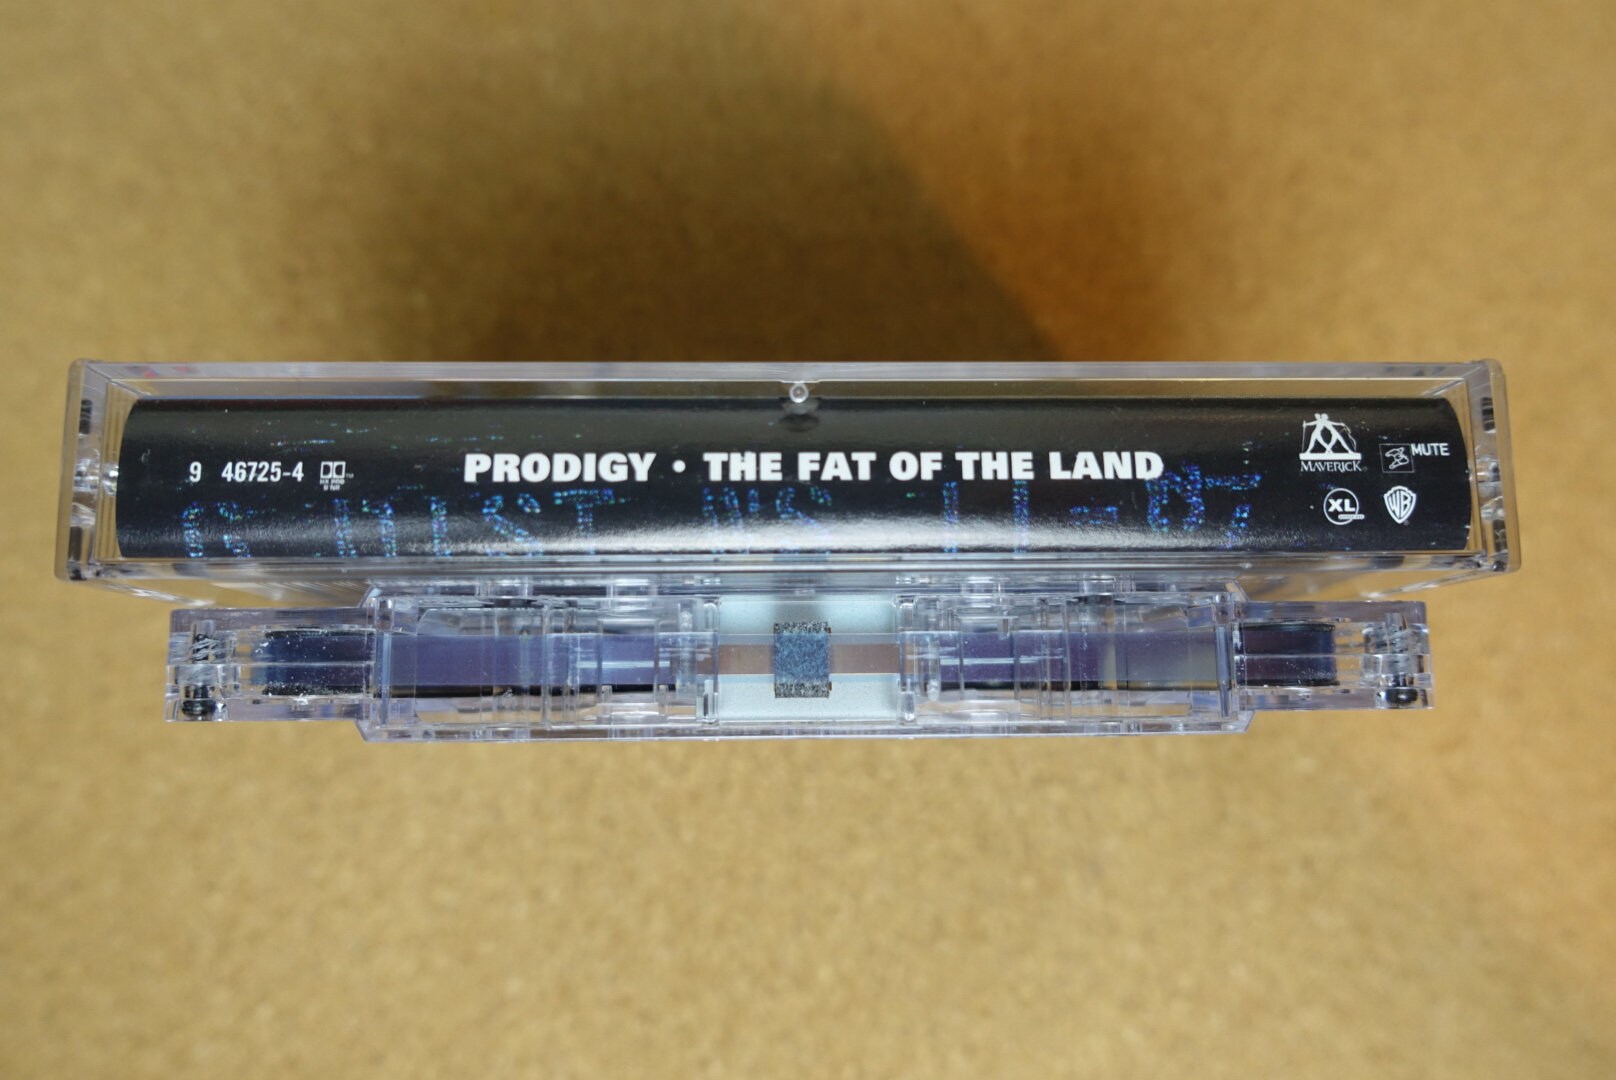 9 46725-4
PRODIGY • THE FAT OF THE LAND
MAVERICK
MUTE
XL
WB